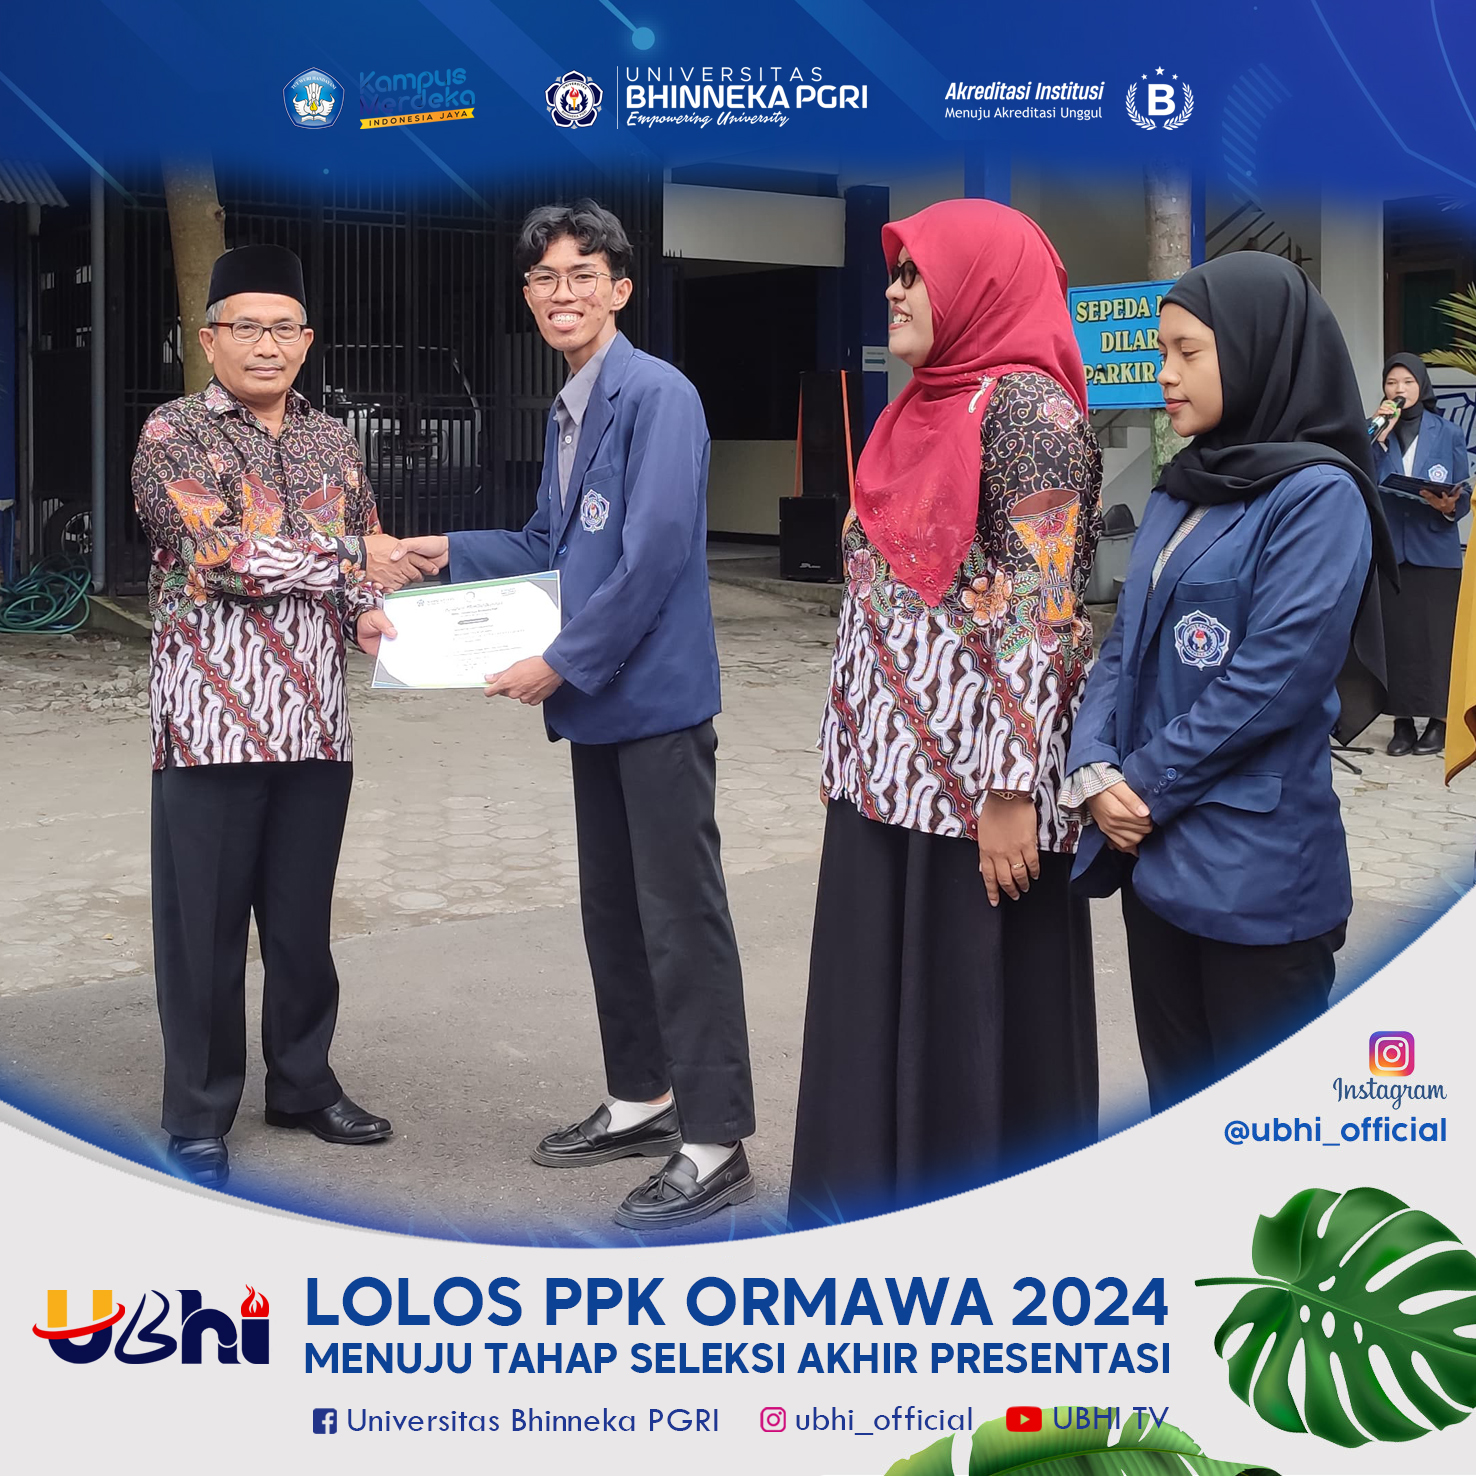 Kampus
Merdeka
INDONESIA JAYA
UNIVERSITAS
BHINNEKA PGRI
Empowering University
Akreditasi Institusi
Menuju Akreditasi Unggul
B
SEPEDA
DILAR
PARKIR
Instagram
@ubhi_official
UBhi
LOLOS PPK ORMAWA 2024
MENUJU TAHAP SELEKSI AKHIR PRESENTASI
Universitas Bhinneka PGRI
ubhi_official
UBHI TV